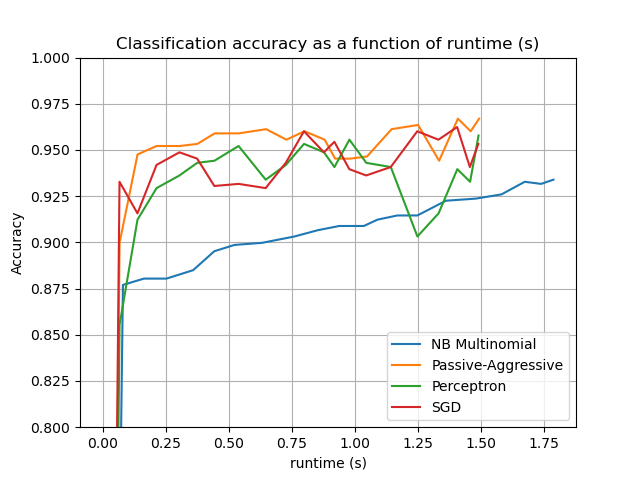 Classification accuracy as a function of runtime (s)
1.000
0.975
0.950
0.925
0.900
0.875
0.850
0.825
0.800
Accuracy
NB Multinomial
Passive-Aggressive
Perceptron
SGD
0.00 0.25 0.50 0.75 1.00 1.25 1.50 1.75
runtime (s)